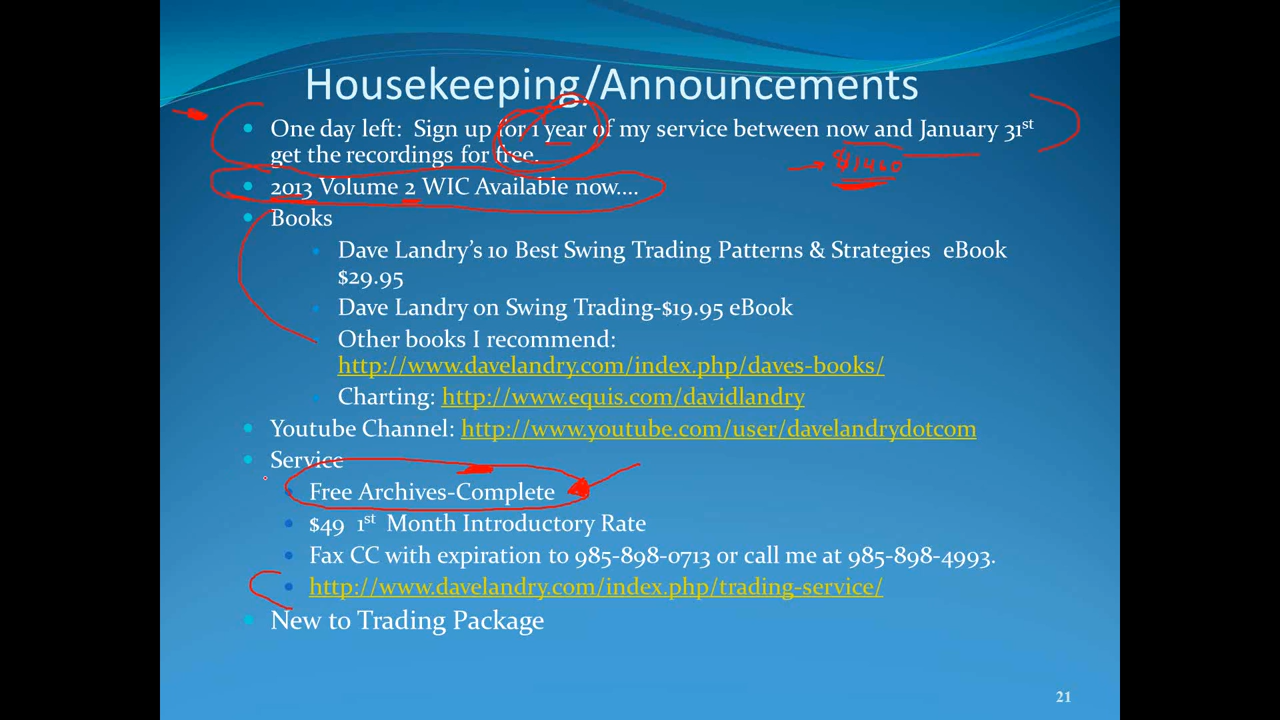 Housekeeping/Announcements
One day left: Sign up for 1 year of my service between now and January 31st
get the recordings for free.
$1460
2013 Volume 2 WIC Available now....
Books
Dave Landry's 10 Best Swing Trading Patterns & Strategies eBook
$29.95
Dave Landry on Swing Trading-$19.95 eBook
Other books I recommend:
http://www.davelandry.com/index.php/daves-books/
Charting: http://www.equis.com/davidlandry
Youtube Channel: http://www.youtube.com/user/davelandrydotcom
Service
Free Archives-Complete
$49 1st Month Introductory Rate
Fax CC with expiration to 985-898-0713 or call me at 985-898-4993.
http://www.davelandry.com/index.php/trading-service/
New to Trading Package
21